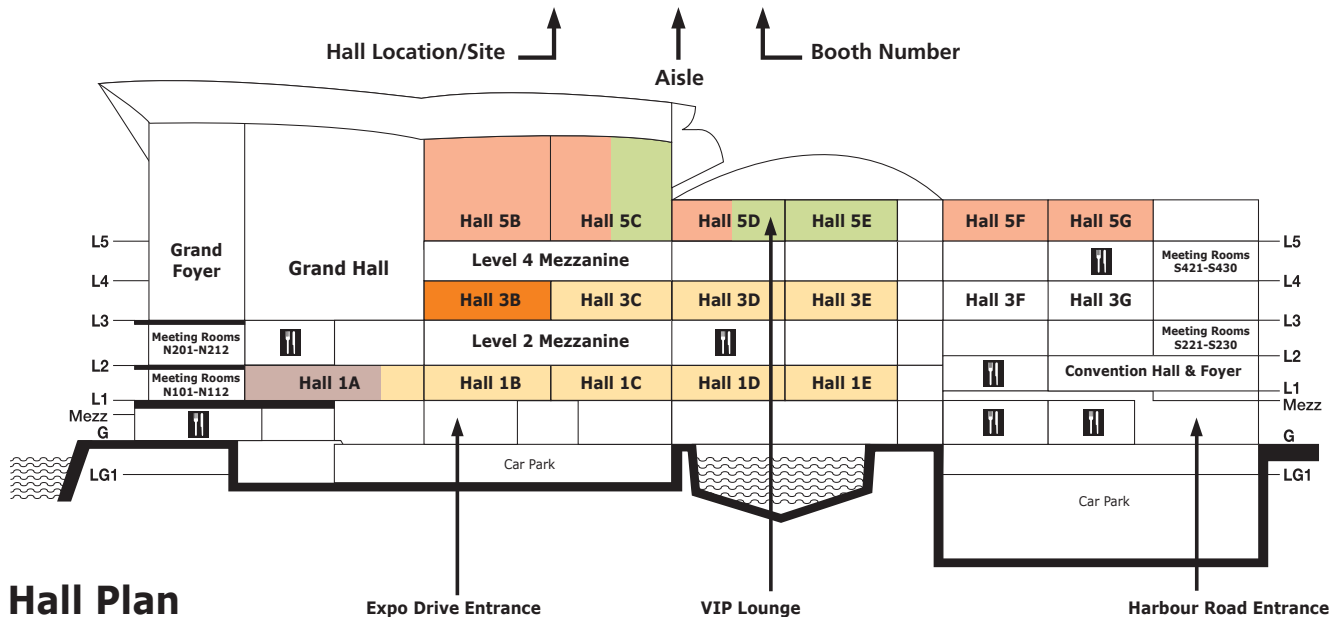 Hall Location/Site
Aisle
Booth Number
Hall 5B
Hall 5C
Hall 5D
Hall 5E
Hall 5F
Hall 5G
L5
L5
Grand
Foyer
Grand Hall
Level 4 Mezzanine
Meeting Rooms
S421-S430
L4
L4
Hall 3B
Hall 3C
Hall 3D
Hall 3E
Hall 3F
Hall 3G
L3
L3
Meeting Rooms
N201-N212
Level 2 Mezzanine
Meeting Rooms
S221-S230
L2
L2
Meeting Rooms
N101-N112
Hall 1A
Hall 1B
Hall 1C
Hall 1D
Hall 1E
Convention Hall & Foyer
L1
L1
Mezz
Mezz
G
G
Car Park
LG1
LG1
Car Park
Hall Plan
Expo Drive Entrance
VIP Lounge
Harbour Road Entrance